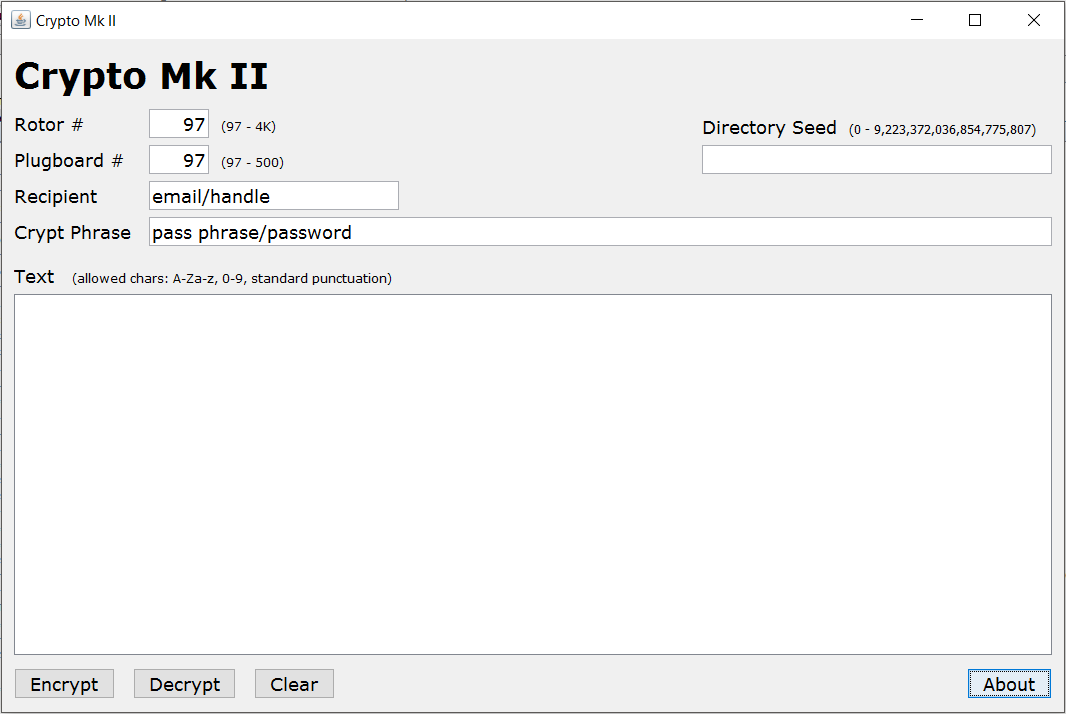 Crypto Mk II
Crypto Mk II
Rotor # 97 (97 - 4K)
Directory Seed (0 - 9,223,372,036,854,775,807)
Plugboard # 97 (97 - 500)
Recipient email/handle
Crypt Phrase pass phrase/password
Text (allowed chars: A-Za-z, 0-9, standard punctuation)
Encrypt Decrypt Clear About